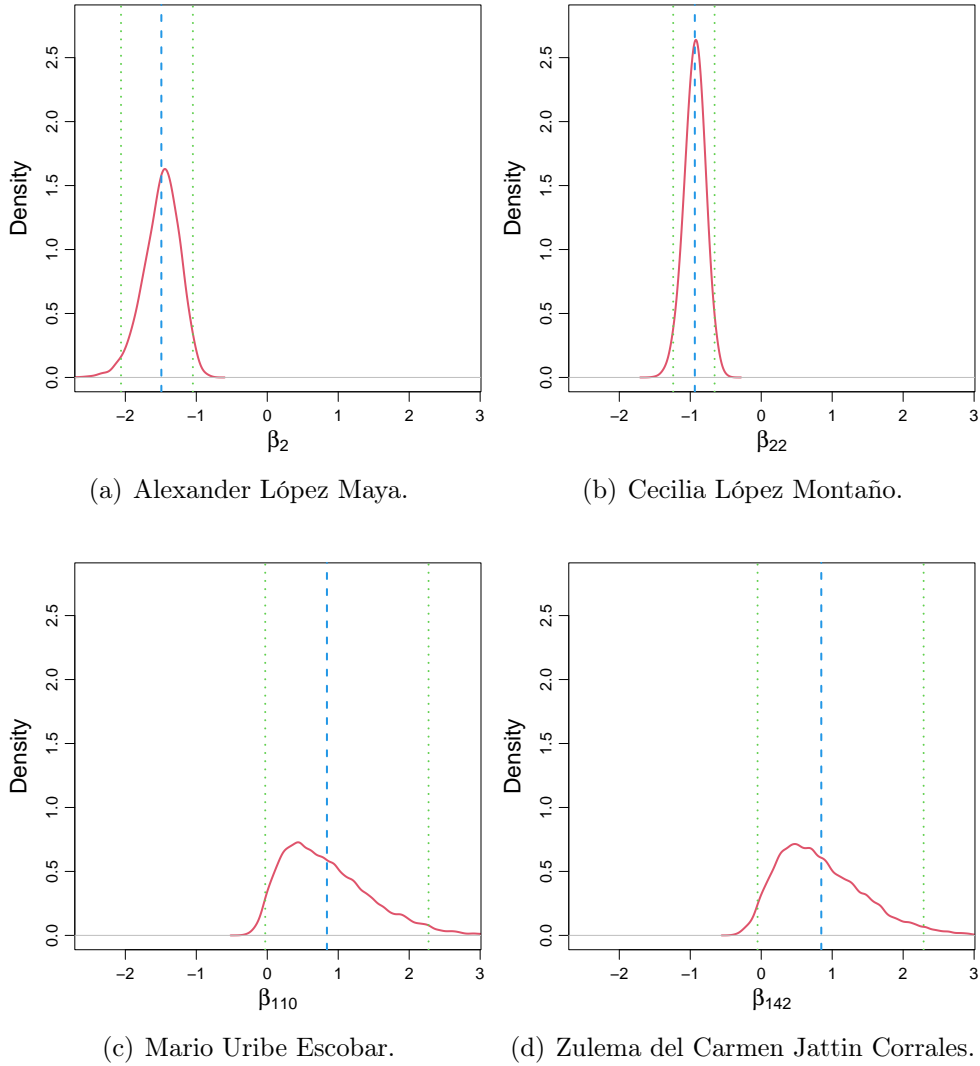 Density
0.0 0.5 1.0 1.5 2.0 2.5
−2 −1 0 1 2 3
β2
(a) Alexander López Maya.
Density
0.0 0.5 1.0 1.5 2.0 2.5
−2 −1 0 1 2 3
β22
(b) Cecilia López Montaño.
Density
0.0 0.5 1.0 1.5 2.0 2.5
−2 −1 0 1 2 3
β110
(c) Mario Uribe Escobar.
Density
0.0 0.5 1.0 1.5 2.0 2.5
−2 −1 0 1 2 3
β142
(d) Zulema del Carmen Jattin Corrales.